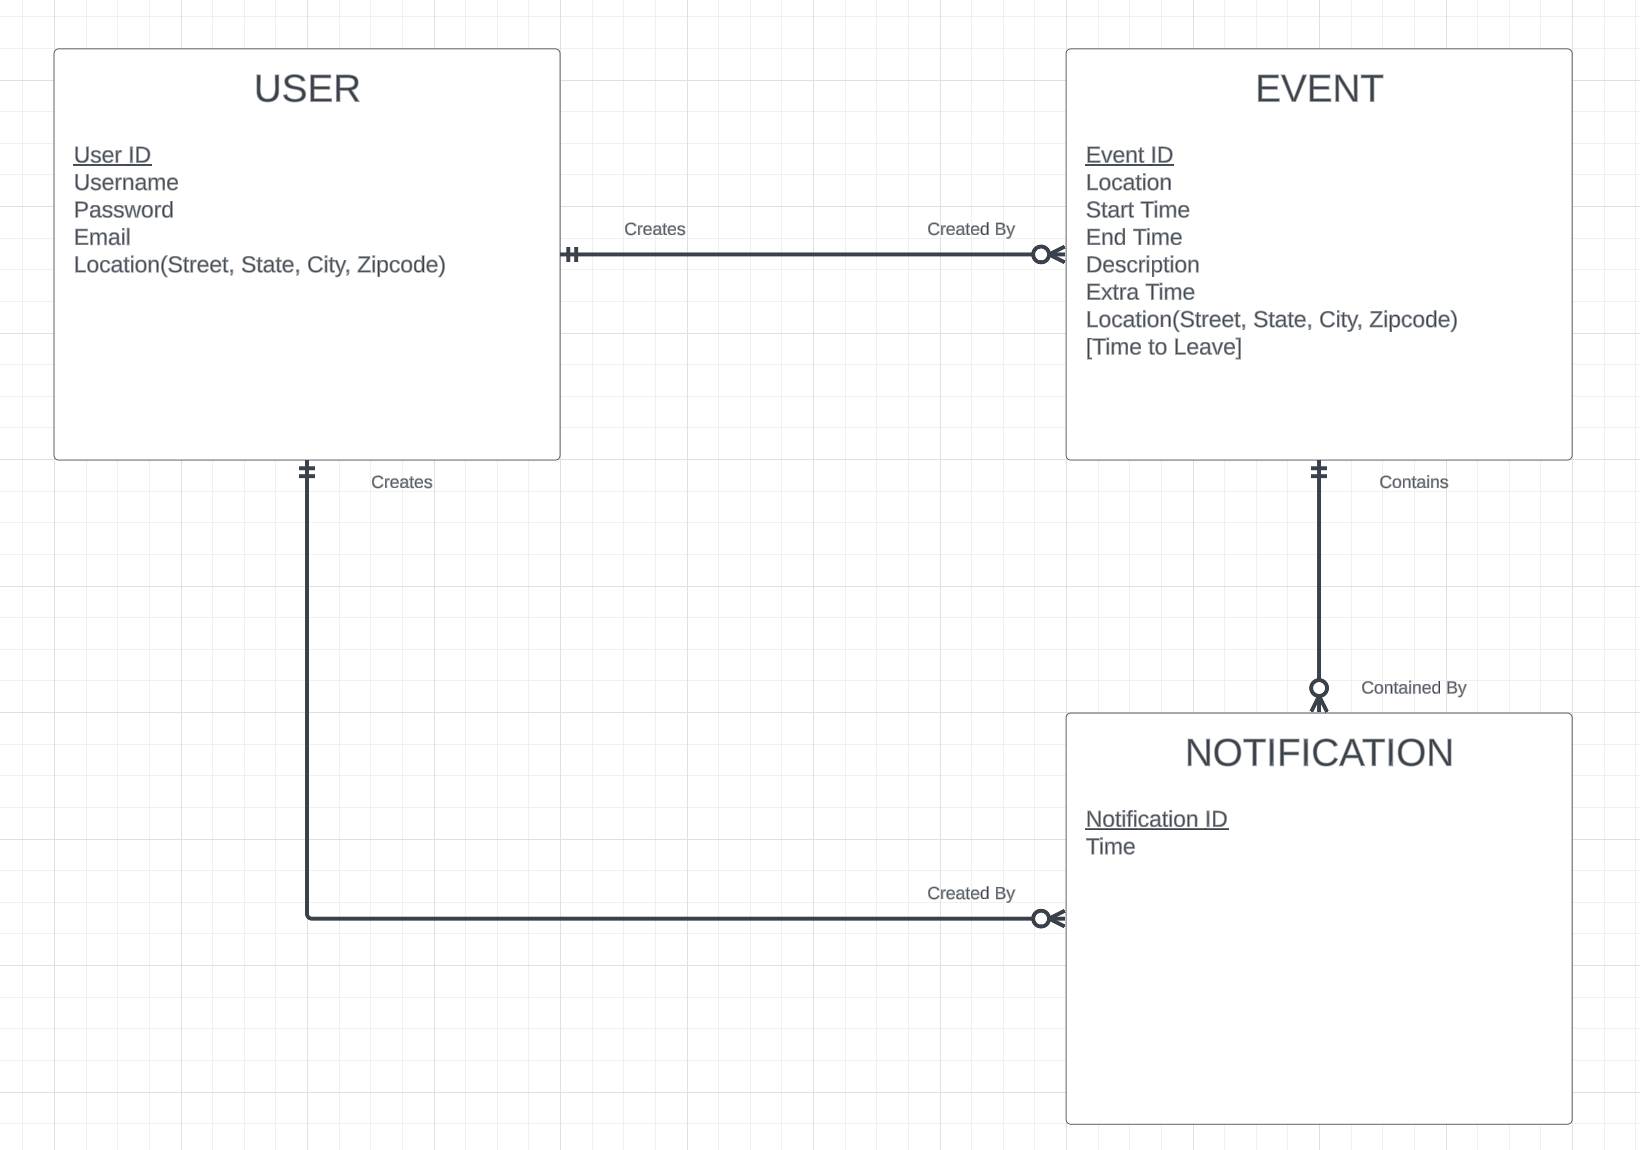 USER
User ID
Username
Password
Email
Location(Street, State, City, Zipcode)
Creates
Created By
EVENT
Event ID
Location
Start Time
End Time
Description
Extra Time
Location(Street, State, City, Zipcode)
[Time to Leave]
Creates
Contains
Contained By
NOTIFICATION
Notification ID
Time
Created By